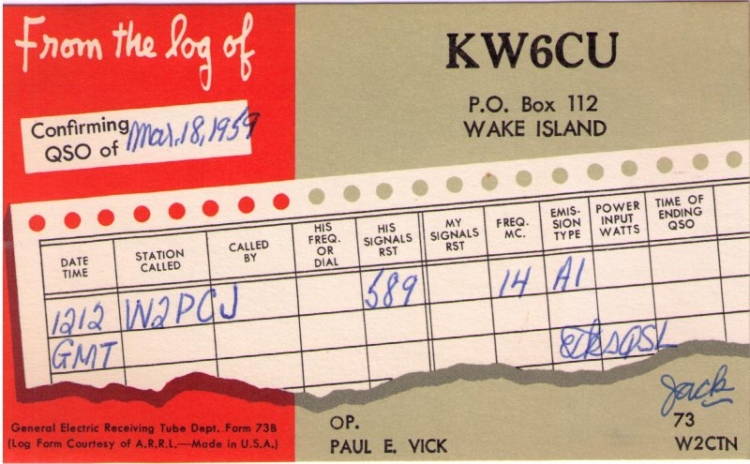 From the log of
KW6CU
P.O. Box 112
WAKE ISLAND
Confirming
QSO of Mar. 18, 1959
DATE TIME
STATION CALLED
CALLED BY
HIS FREQ. OR DIAL
HIS SIGNALS RST
MY SIGNALS RST
FREQ. MC.
EMIS- SION TYPE
POWER INPUT WATTS
TIME OF ENDING QSO
1212 W2PCJ 589 14 A1
GMT QSL
General Electric Receiving Tube Dept. Form 73B
(Log Form Courtesy of A.R.R.L.—Made in U.S.A.)
OP.
PAUL E. VICK
Jack
73
W2CTN